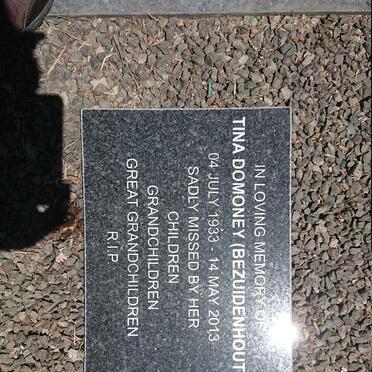 IN LOVING MEMORY OF
TINA DOMONEY (BEZUIDENHOUT
04 JULY 1933 - 14 MAY 2013
SADLY MISSED BY HER
CHILDREN
GRANDCHILDREN
GREAT GRANDCHILDREN
R.I.P